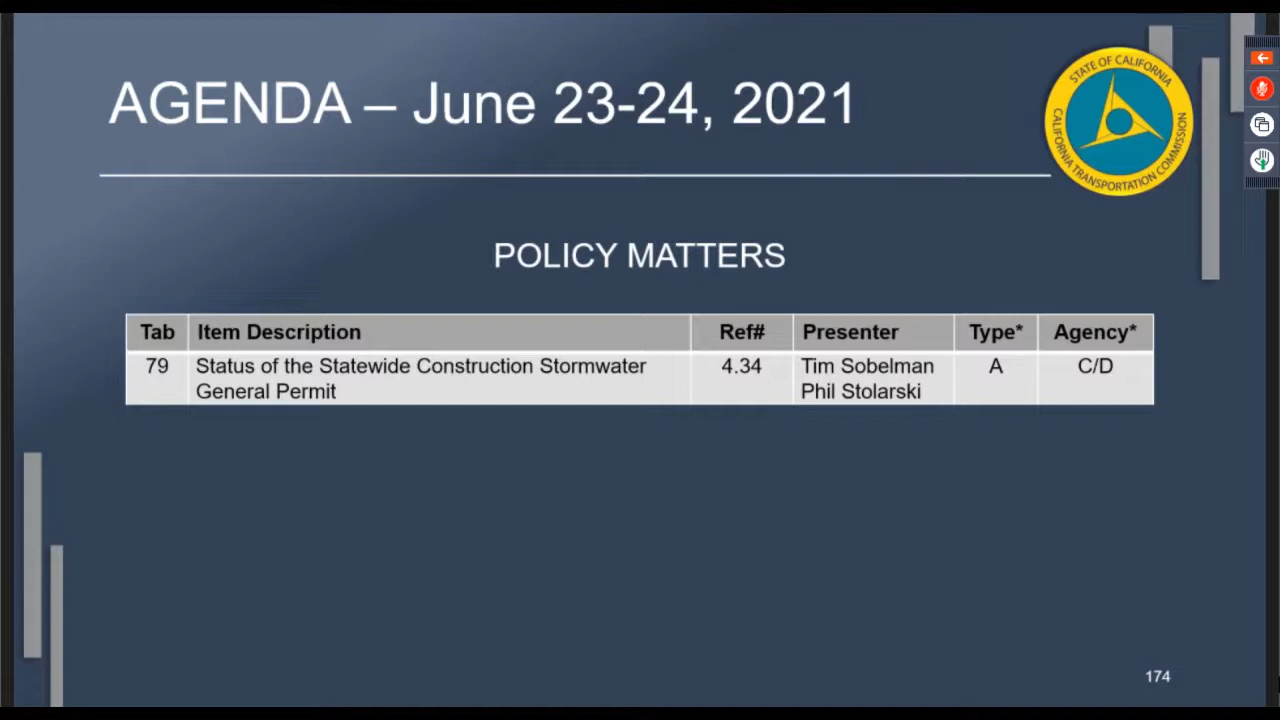 AGENDA – June 23-24, 2021
STATE OF CALIFORNIA
CALIFORNIA TRANSPORTATION COMMISSION
POLICY MATTERS
Tab Item Description Ref# Presenter Type* Agency*
79 Status of the Statewide Construction Stormwater 4.34 Tim Sobelman A C/D
General Permit Phil Stolarski
174